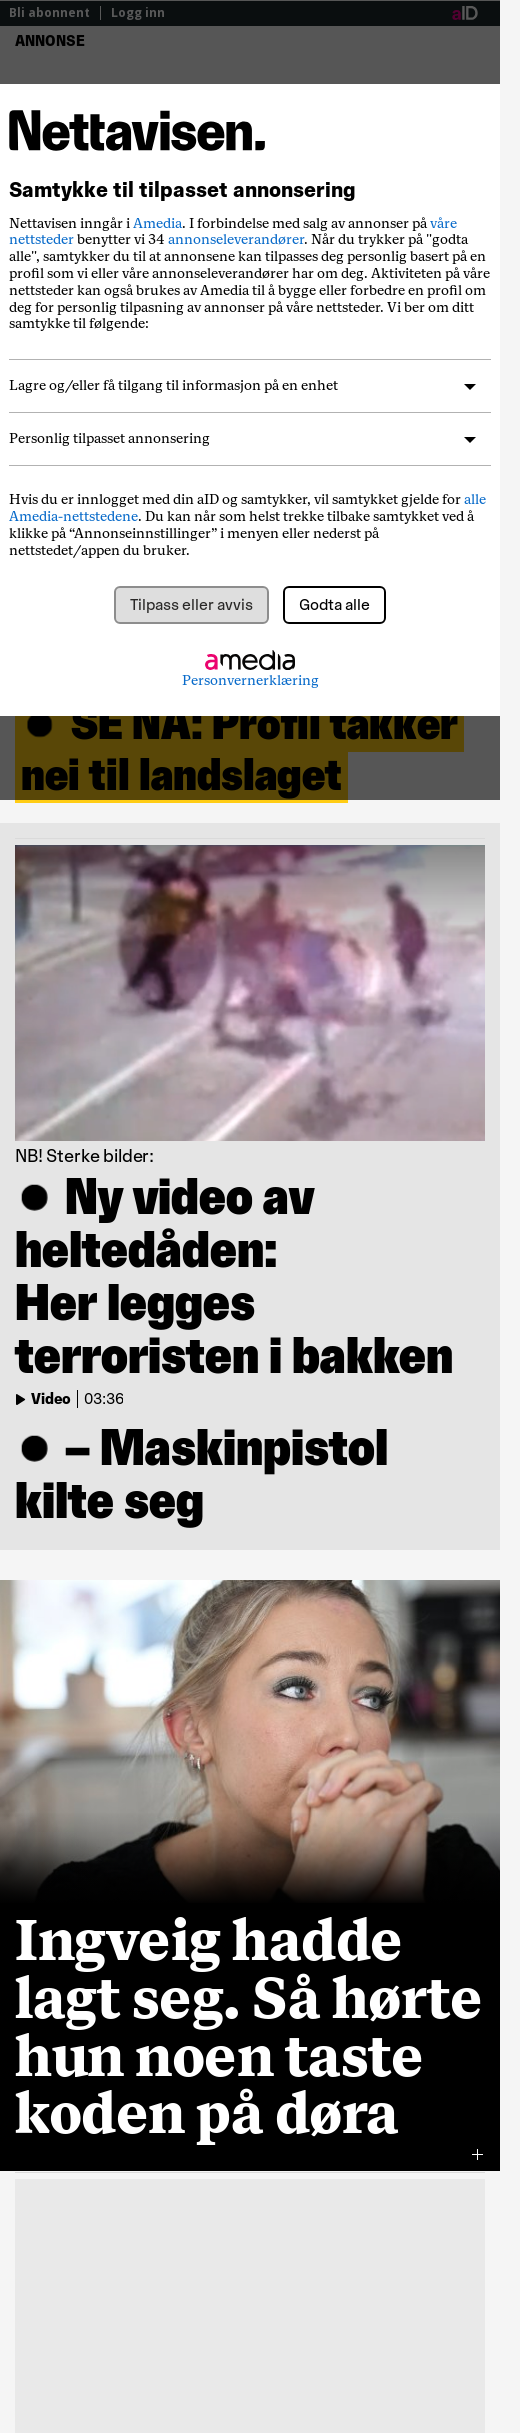 Bli abonnent
Logg inn
aID
ANNONSE
Nettavisen.
Samtykke til tilpasset annonsering
Nettavisen inngår i Amedia. I forbindelse med salg av annonser på våre
nettsteder benytter vi 34 annonseleverandører. Når du trykker på "godta
alle", samtykker du til at annonsene kan tilpasses deg personlig basert på en
profil som vi eller våre annonseleverandører har om deg. Aktiviteten på våre
nettsteder kan også brukes av Amedia til å bygge eller forbedre en profil om
deg for personlig tilpasning av annonser på våre nettsteder. Vi ber om ditt
samtykke til følgende:
Lagre og/eller få tilgang til informasjon på en enhet
Personlig tilpasset annonsering
Hvis du er innlogget med din aID og samtykker, vil samtykket gjelde for alle
Amedia-nettstedene. Du kan når som helst trekke tilbake samtykket ved å
klikke på “Annonseinnstillinger” i menyen eller nederst på
nettstedet/appen du bruker.
Tilpass eller avvis
Godta alle
amedia
Personvernerklæring
SE NÅ: Profil takker
nei til landslaget
NB! Sterke bilder:
Ny video av
heltedåden:
Her legges
terroristen i bakken
Video
03:36
– Maskinpistol
kilte seg
Ingveig hadde
lagt seg. Så hørte
hun noen taste
koden på døra
+